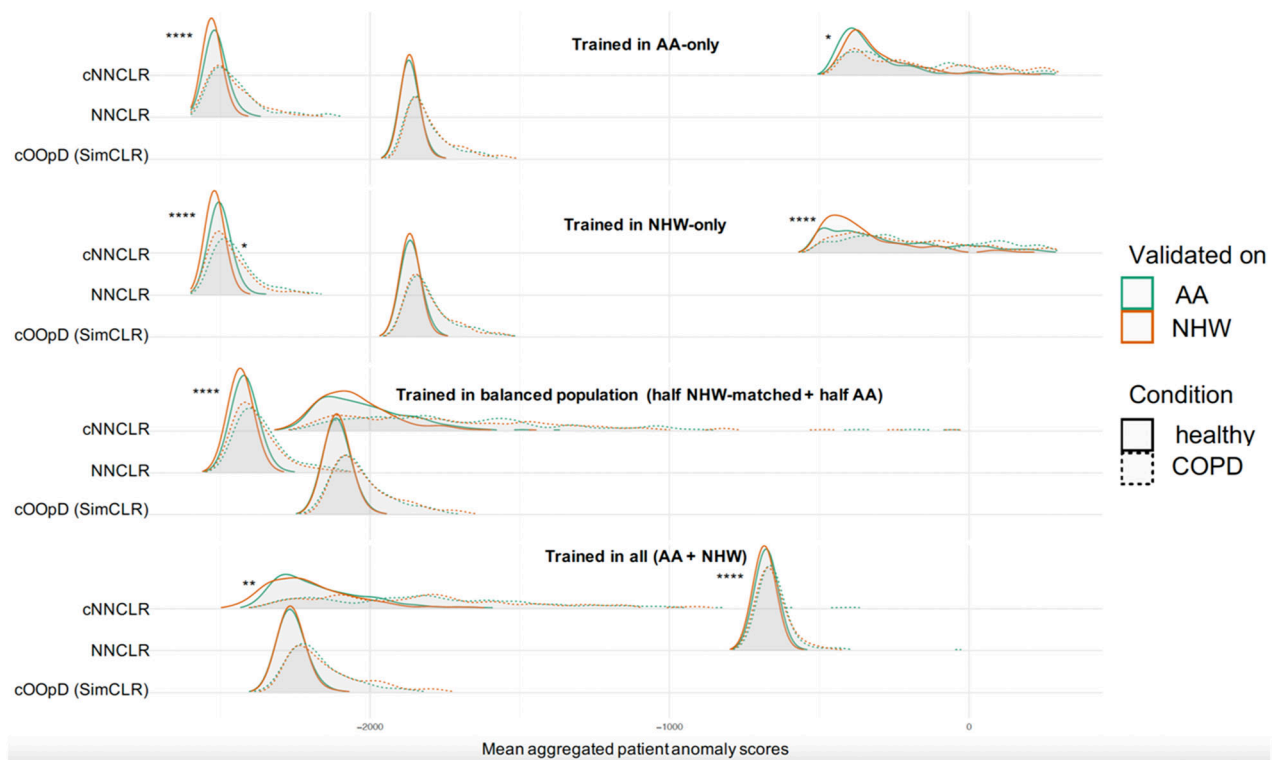 Trained in AA-only
****
*
cNNCLR
NNCLR
cOOpD (SimCLR)
Trained in NHW-only
****
*
****
cNNCLR
NNCLR
cOOpD (SimCLR)
Trained in balanced population (half NHW-matched + half AA)
****
cNNCLR
NNCLR
cOOpD (SimCLR)
Trained in all (AA + NHW)
**
****
cNNCLR
NNCLR
cOOpD (SimCLR)
−2000 −1000 0
Mean aggregated patient anomaly scores
Validated on
AA
NHW
Condition
healthy
COPD